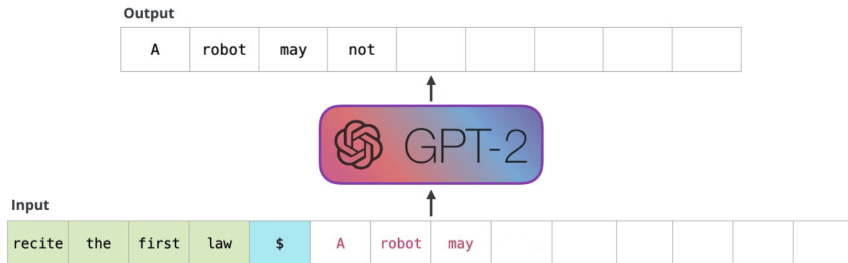 Output
A robot may not
GPT-2
Input
recite the first law $ A robot may